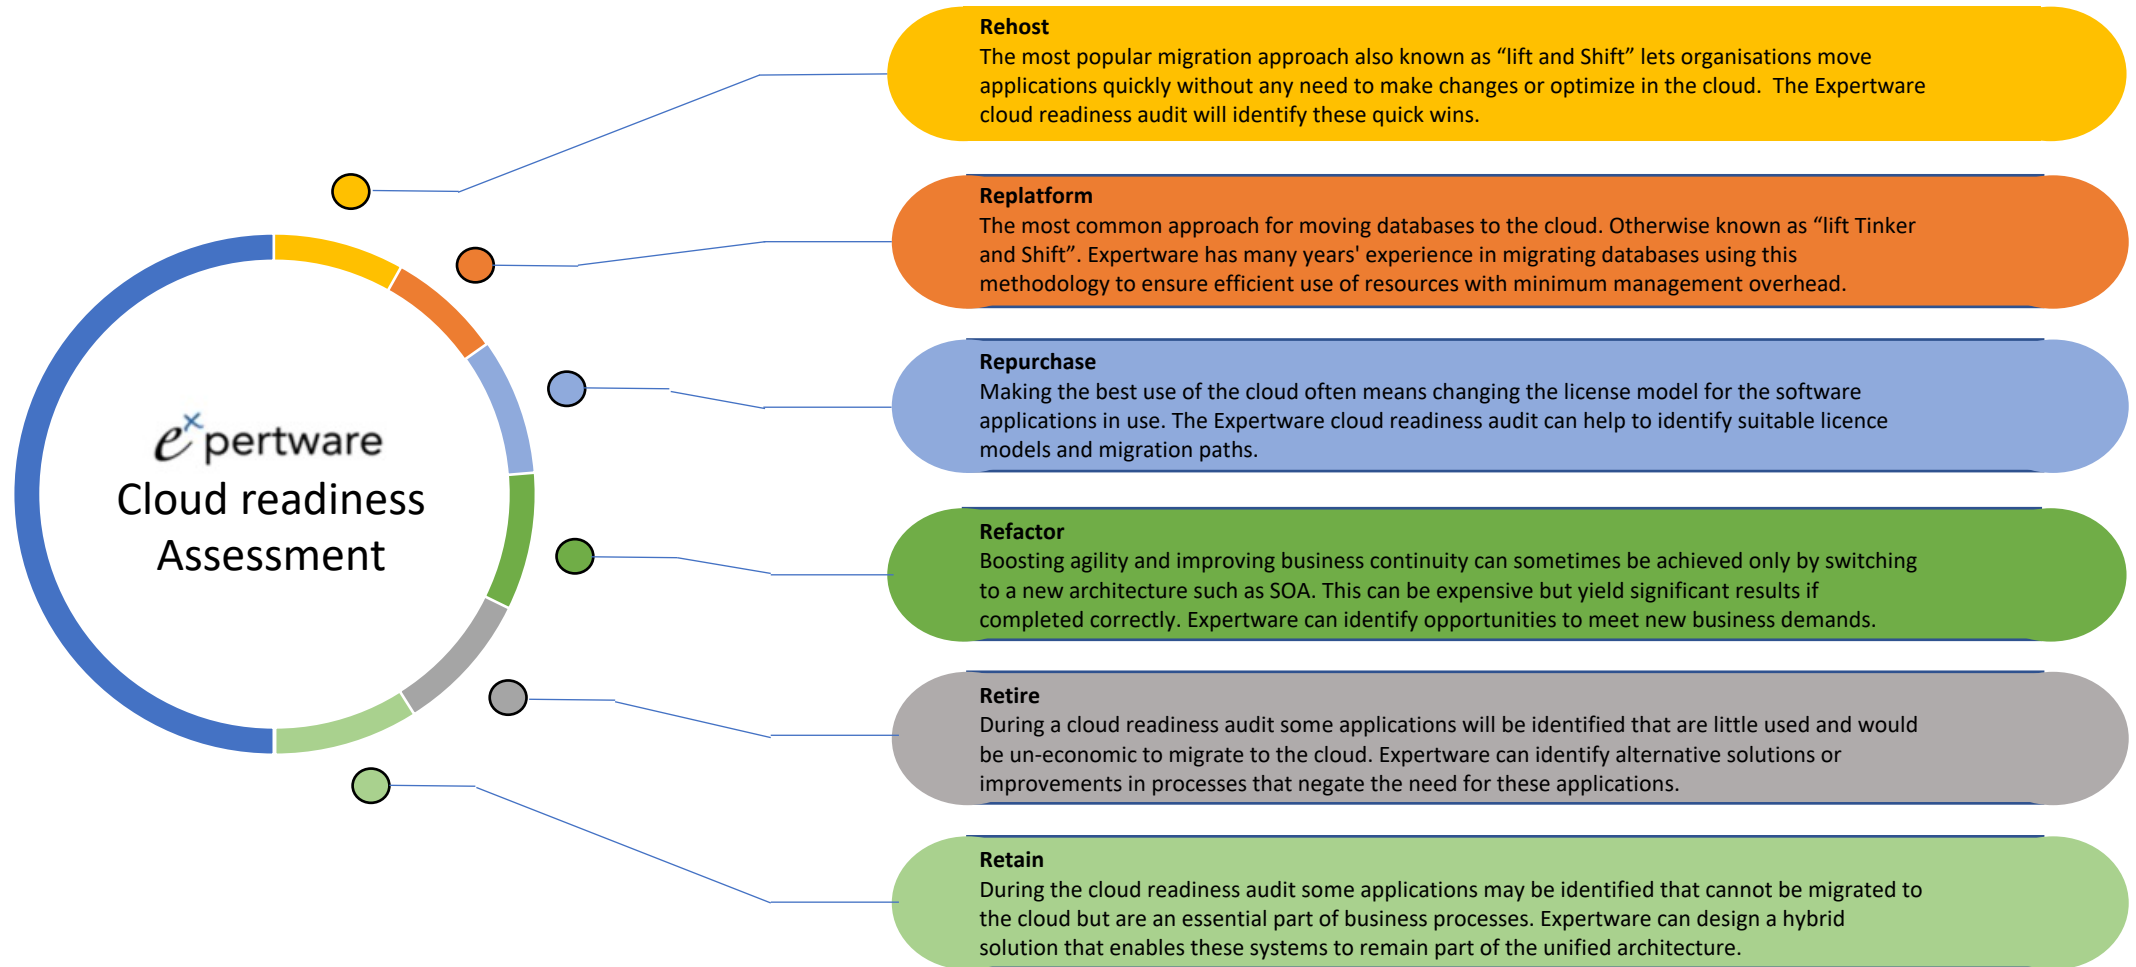 expertware
Cloud readiness
Assessment
Rehost
The most popular migration approach also known as “lift and Shift” lets organisations move
applications quickly without any need to make changes or optimize in the cloud.  The Expertware
cloud readiness audit will identify these quick wins.
Replatform
The most common approach for moving databases to the cloud. Otherwise known as “lift Tinker
and Shift”. Expertware has many years' experience in migrating databases using this
methodology to ensure efficient use of resources with minimum management overhead.
Repurchase
Making the best use of the cloud often means changing the license model for the software
applications in use. The Expertware cloud readiness audit can help to identify suitable licence
models and migration paths.
Refactor
Boosting agility and improving business continuity can sometimes be achieved only by switching
to a new architecture such as SOA. This can be expensive but yield significant results if
completed correctly. Expertware can identify opportunities to meet new business demands.
Retire
During a cloud readiness audit some applications will be identified that are little used and would
be un-economic to migrate to the cloud. Expertware can identify alternative solutions or
improvements in processes that negate the need for these applications.
Retain
During the cloud readiness audit some applications may be identified that cannot be migrated to
the cloud but are an essential part of business processes. Expertware can design a hybrid
solution that enables these systems to remain part of the unified architecture.